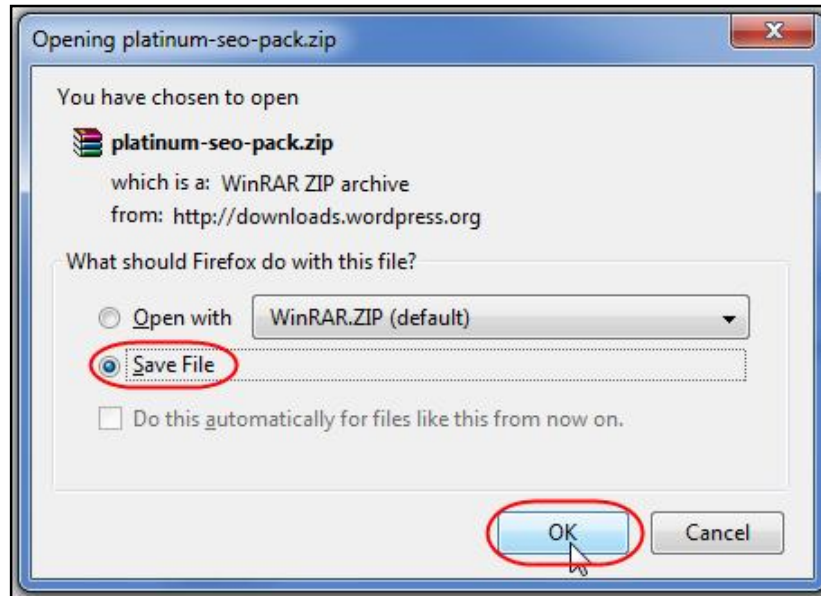 Opening platinum-seo-pack.zip
You have chosen to open
platinum-seo-pack.zip
which is a: WinRAR ZIP archive
from: http://downloads.wordpress.org
What should Firefox do with this file?
Open with WinRAR.ZIP (default)
Save File
Do this automatically for files like this from now on.
OK Cancel